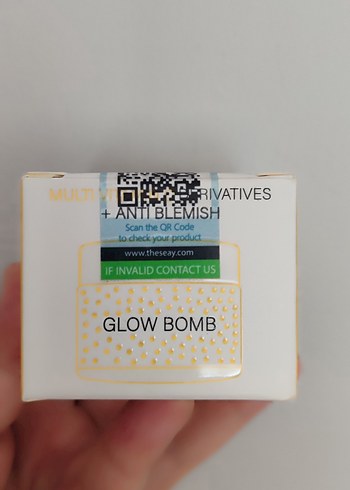 MULTI VI RIVATIVES
+ ANTI BLEMISH
Scan the QR Code
to check your product
www.theseay.com
IF INVALID CONTACT US
GLOW BOMB